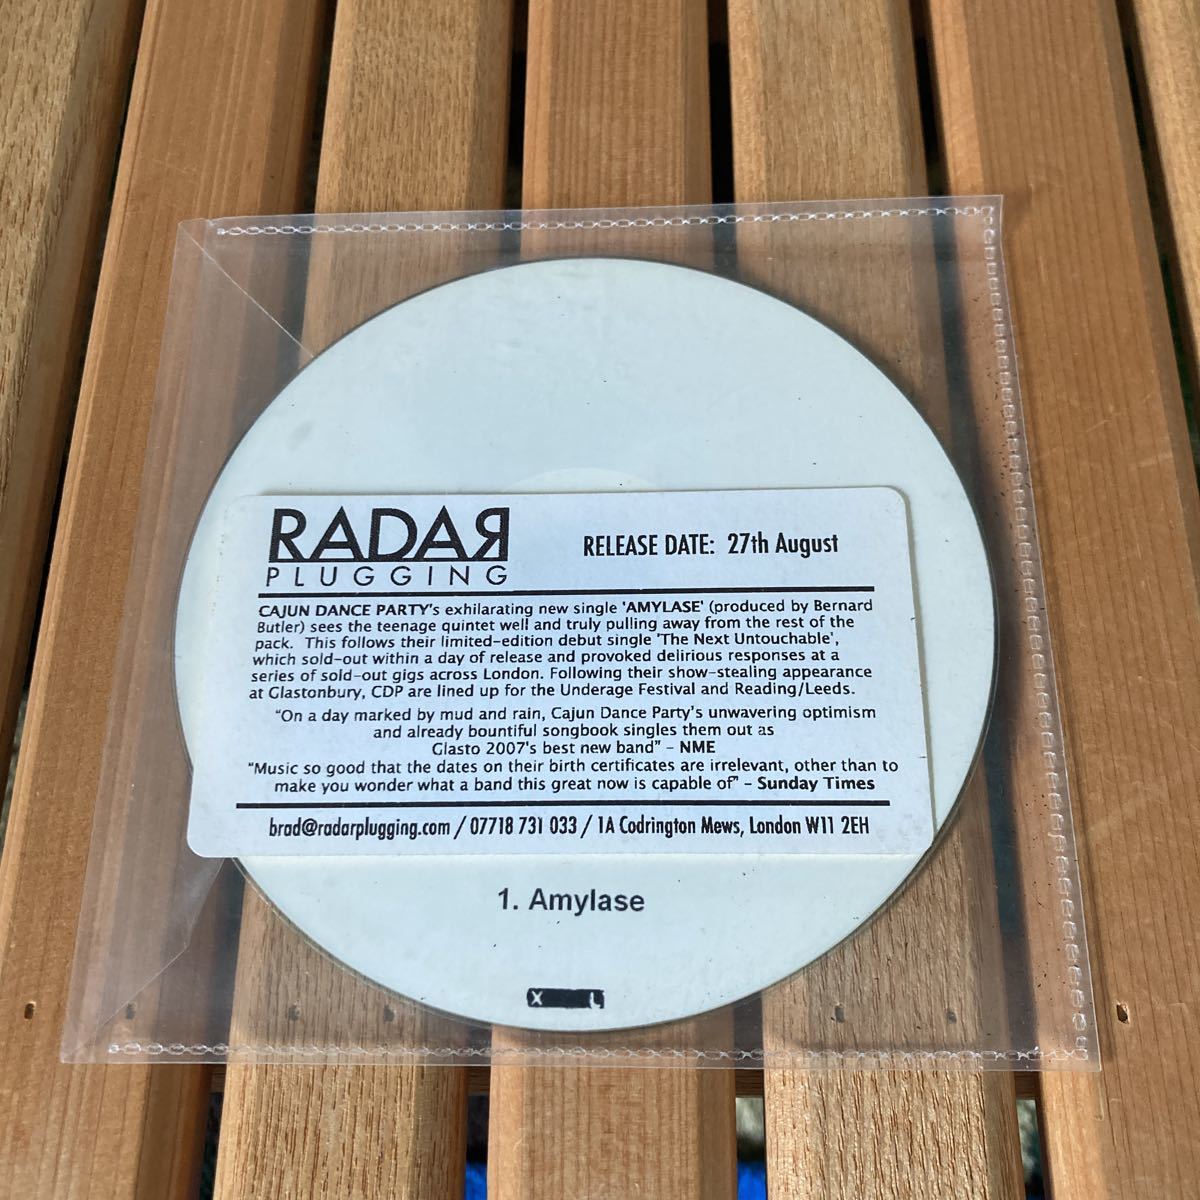 RADAR
PLUGGING
RELEASE DATE: 27th August
CAJUN DANCE PARTY's exhilarating new single 'AMYLASE' (produced by Bernard
Butler) sees the teenage quintet well and truly pulling away from the rest of the
pack. This follows their limited-edition debut single 'The Next Untouchable',
which sold-out within a day of release and provoked delirious responses at a
series of sold-out gigs across London. Following their show-stealing appearance
at Glastonbury, CDP are lined up for the Underage Festival and Reading/Leeds.
"On a day marked by mud and rain, Cajun Dance Party's unwavering optimism
and already bountiful songbook singles them out as
Glasto 2007's best new band" - NME
"Music so good that the dates on their birth certificates are irrelevant, other than to
make you wonder what a band this great now is capable of" - Sunday Times
brad@radarplugging.com / 07718 731 033 / 1A Codrington Mews, London W11 2EH
1. Amylase
X L